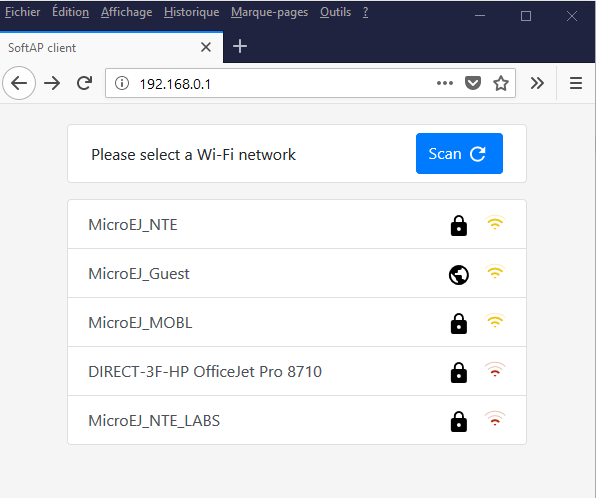 Fichier Édition Affichage Historique Marque-pages Outils ?
SoftAP client
192.168.0.1
Please select a Wi-Fi network
Scan
MicroEJ_NTE
MicroEJ_Guest
MicroEJ_MOBL
DIRECT-3F-HP OfficeJet Pro 8710
MicroEJ_NTE_LABS